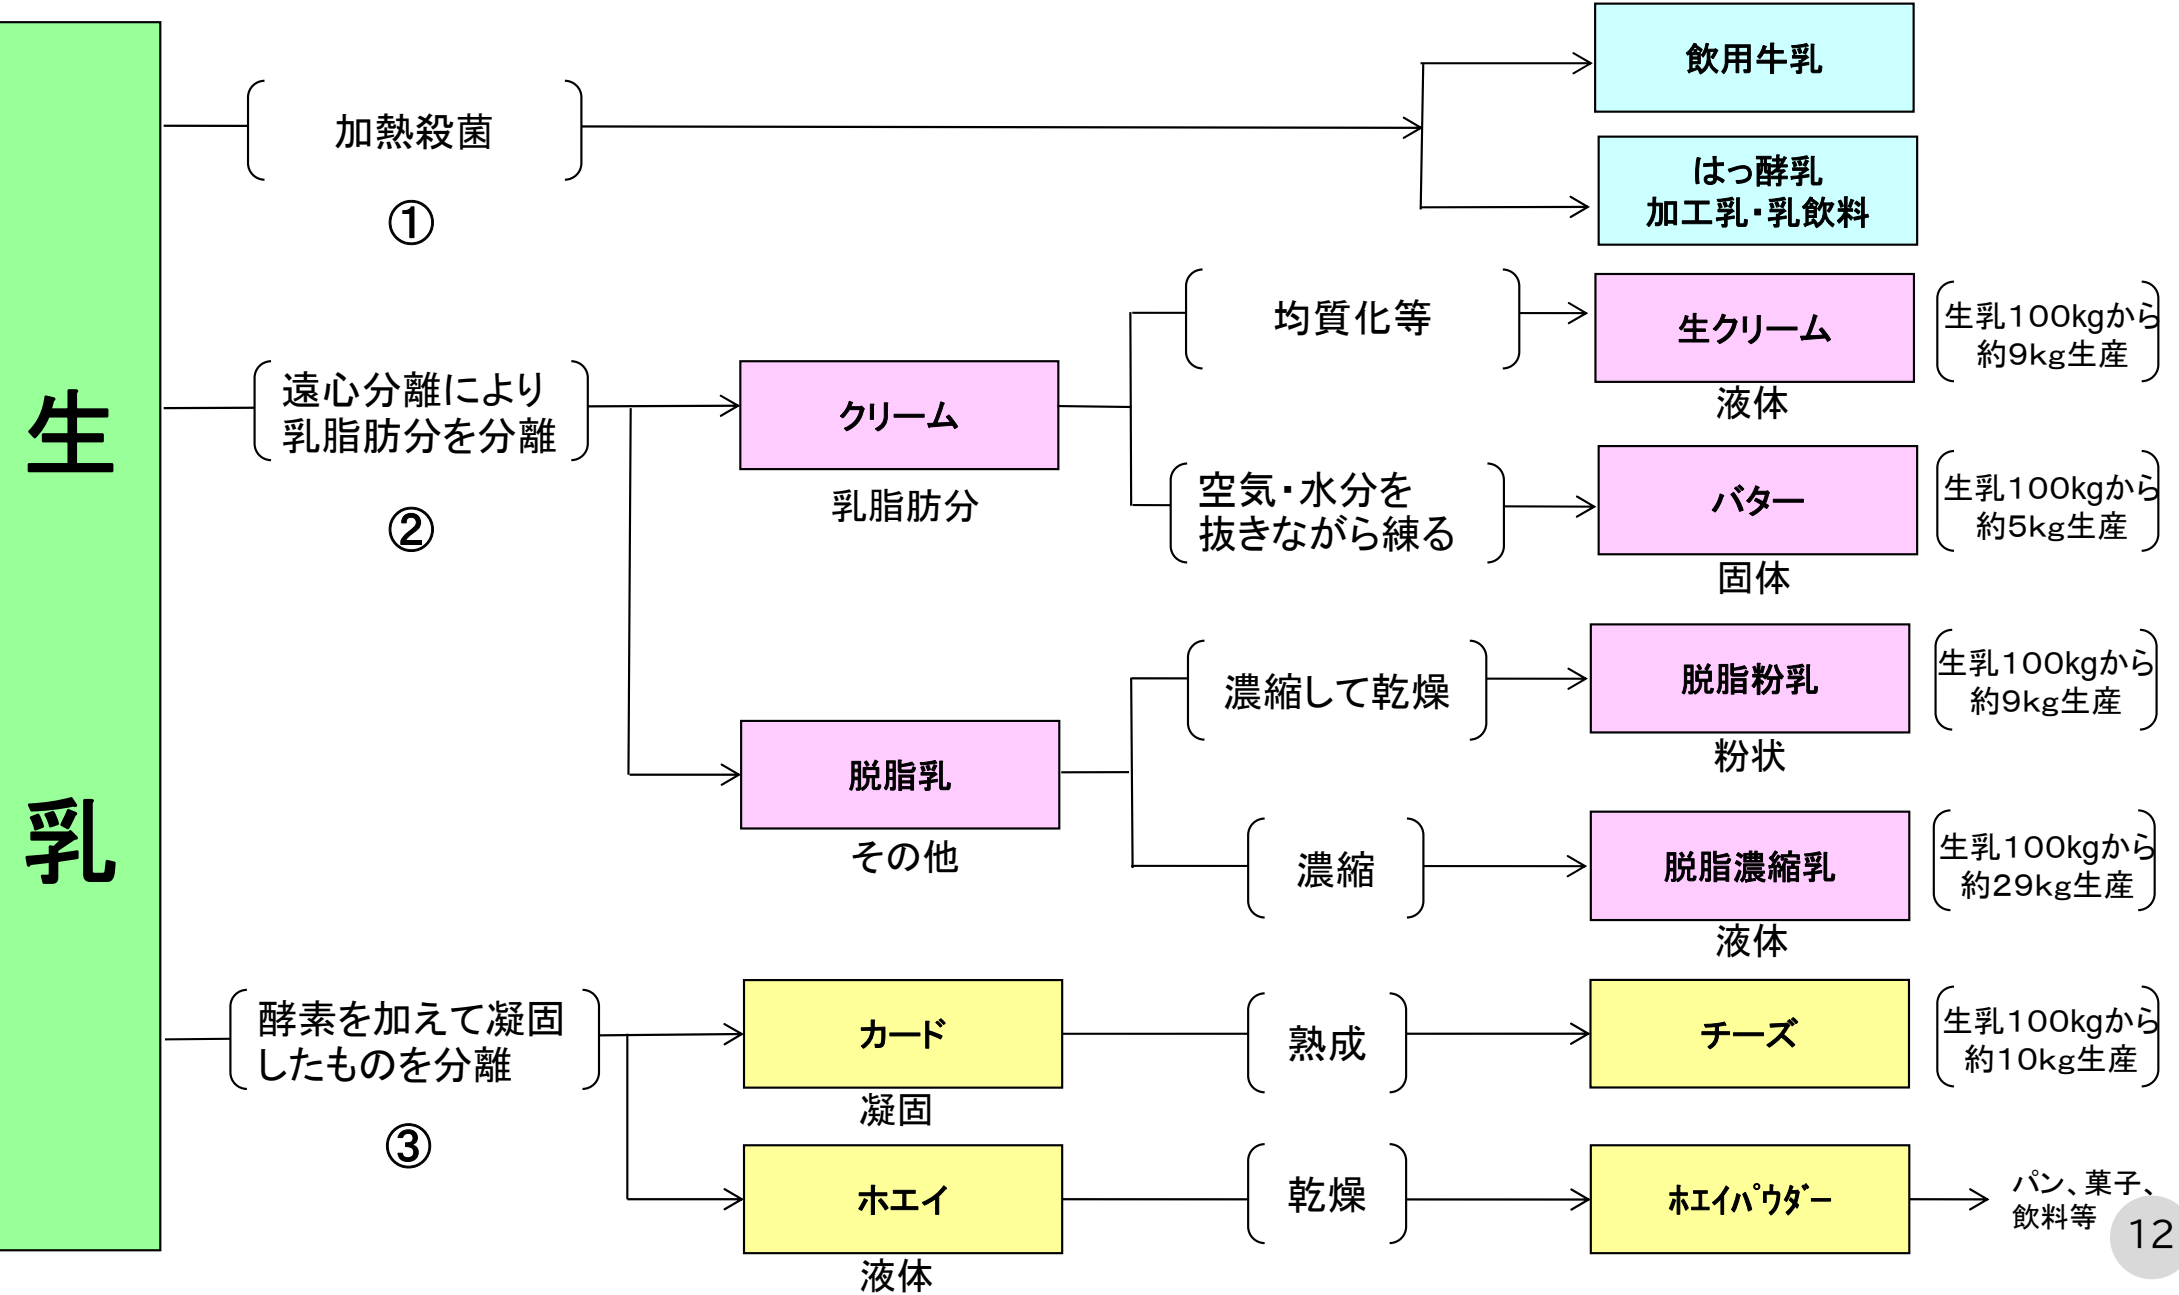 生
乳
加熱殺菌
①
飲用牛乳
はっ酵乳
加工乳・乳飲料
遠心分離により
乳脂肪分を分離
②
クリーム
乳脂肪分
均質化等
生クリーム
液体
生乳100kgから
約9kg生産
空気・水分を
抜きながら練る
バター
固体
生乳100kgから
約5kg生産
脱脂乳
その他
濃縮して乾燥
脱脂粉乳
粉状
生乳100kgから
約9kg生産
濃縮
脱脂濃縮乳
液体
生乳100kgから
約29kg生産
酵素を加えて凝固
したものを分離
③
カード
凝固
熟成
チーズ
生乳100kgから
約10kg生産
ホエイ
液体
乾燥
ホエイパウダー
パン、菓子、
飲料等
12